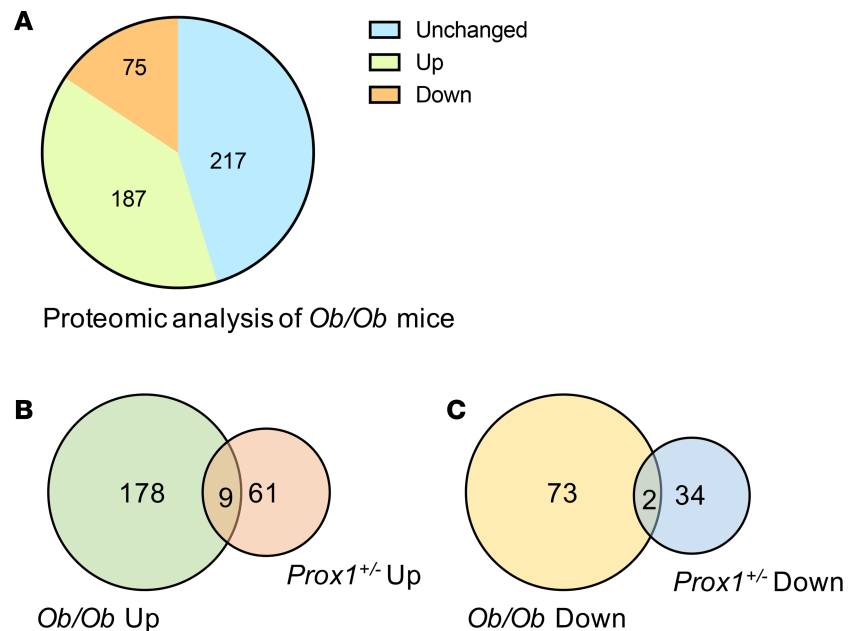 A
Unchanged
Up
Down
75
217
187
Proteomic analysis of Ob/Ob mice
B
178
9
61
Prox1+/- Up
Ob/Ob Up
C
73
2
34
Prox1+/- Down
Ob/Ob Down